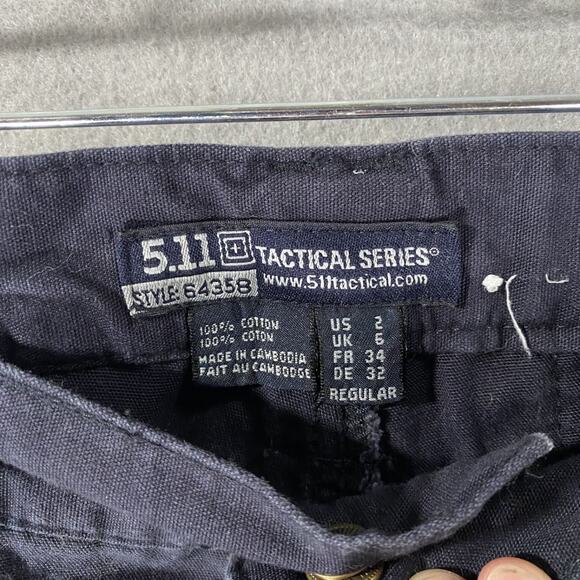 5.11 TACTICAL SERIES®
www.511tactical.com
STYLE: 64358
100% COTTON
100% COTON
MADE IN CAMBODIA
FAIT AU CAMBODGE
US 2
UK 6
FR 34
DE 32
REGULAR